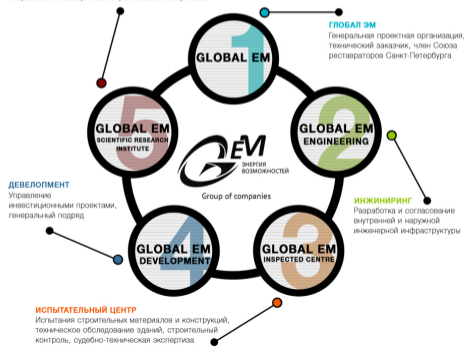 ГЛОБАЛ ЭМ
Генеральная проектная организация,
технический заказчик, член Союза
реставраторов Санкт-Петербурга
1
GLOBAL EM
5
GLOBAL EM
SCIENTIFIC RESEARCH
INSTITUTE
2
GLOBAL EM
ENGINEERING
GEM
ЭНЕРГИЯ
ВОЗМОЖНОСТЕЙ
Group of companies
ДЕВЕЛОПМЕНТ
Управление
инвестиционными проектами,
генеральный подряд
ИНЖИНИРИНГ
Разработка и согласование
внутренней и наружной
инженерной инфраструктуры
4
GLOBAL EM
DEVELOPMENT
3
GLOBAL EM
INSPECTED CENTRE
ИСПЫТАТЕЛЬНЫЙ ЦЕНТР
Испытания строительных материалов и конструкций,
техническое обследование зданий, строительный
контроль, судебно-техническая экспертиза